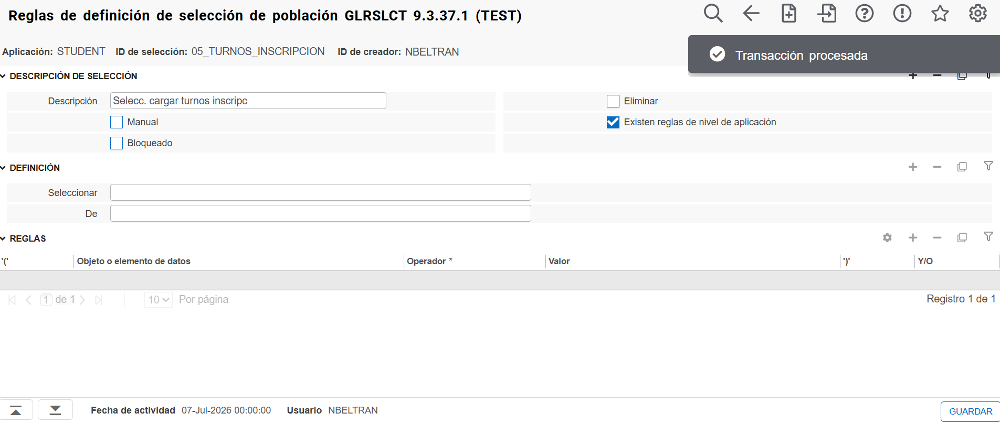 Reglas de definición de selección de población GLRSLCT 9.3.37.1 (TEST)
Aplicación: STUDENT ID de selección: 05_TURNOS_INSCRIPCION ID de creador: NBELTRAN
Transacción procesada
DESCRIPCIÓN DE SELECCIÓN
Descripción Selecc. cargar turnos inscripc
Eliminar
Manual
Existen reglas de nivel de aplicación
Bloqueado
DEFINICIÓN
Seleccionar
De
REGLAS
'(' Objeto o elemento de datos Operador * Valor ')' Y/O
1 de 1 10 Por página Registro 1 de 1
Fecha de actividad 07-Jul-2026 00:00:00 Usuario NBELTRAN GUARDAR